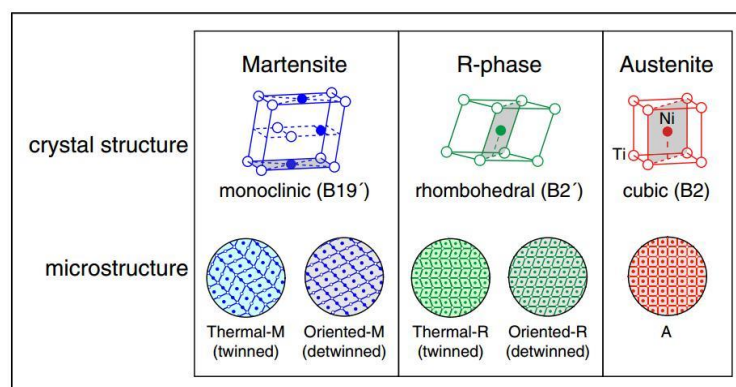 Martensite
R-phase
Austenite
crystal structure
Ni
Ti
monoclinic (B19´)
rhombohedral (B2´)
cubic (B2)
microstructure
Thermal-M
(twinned)
Oriented-M
(detwinned)
Thermal-R
(twinned)
Oriented-R
(detwinned)
A